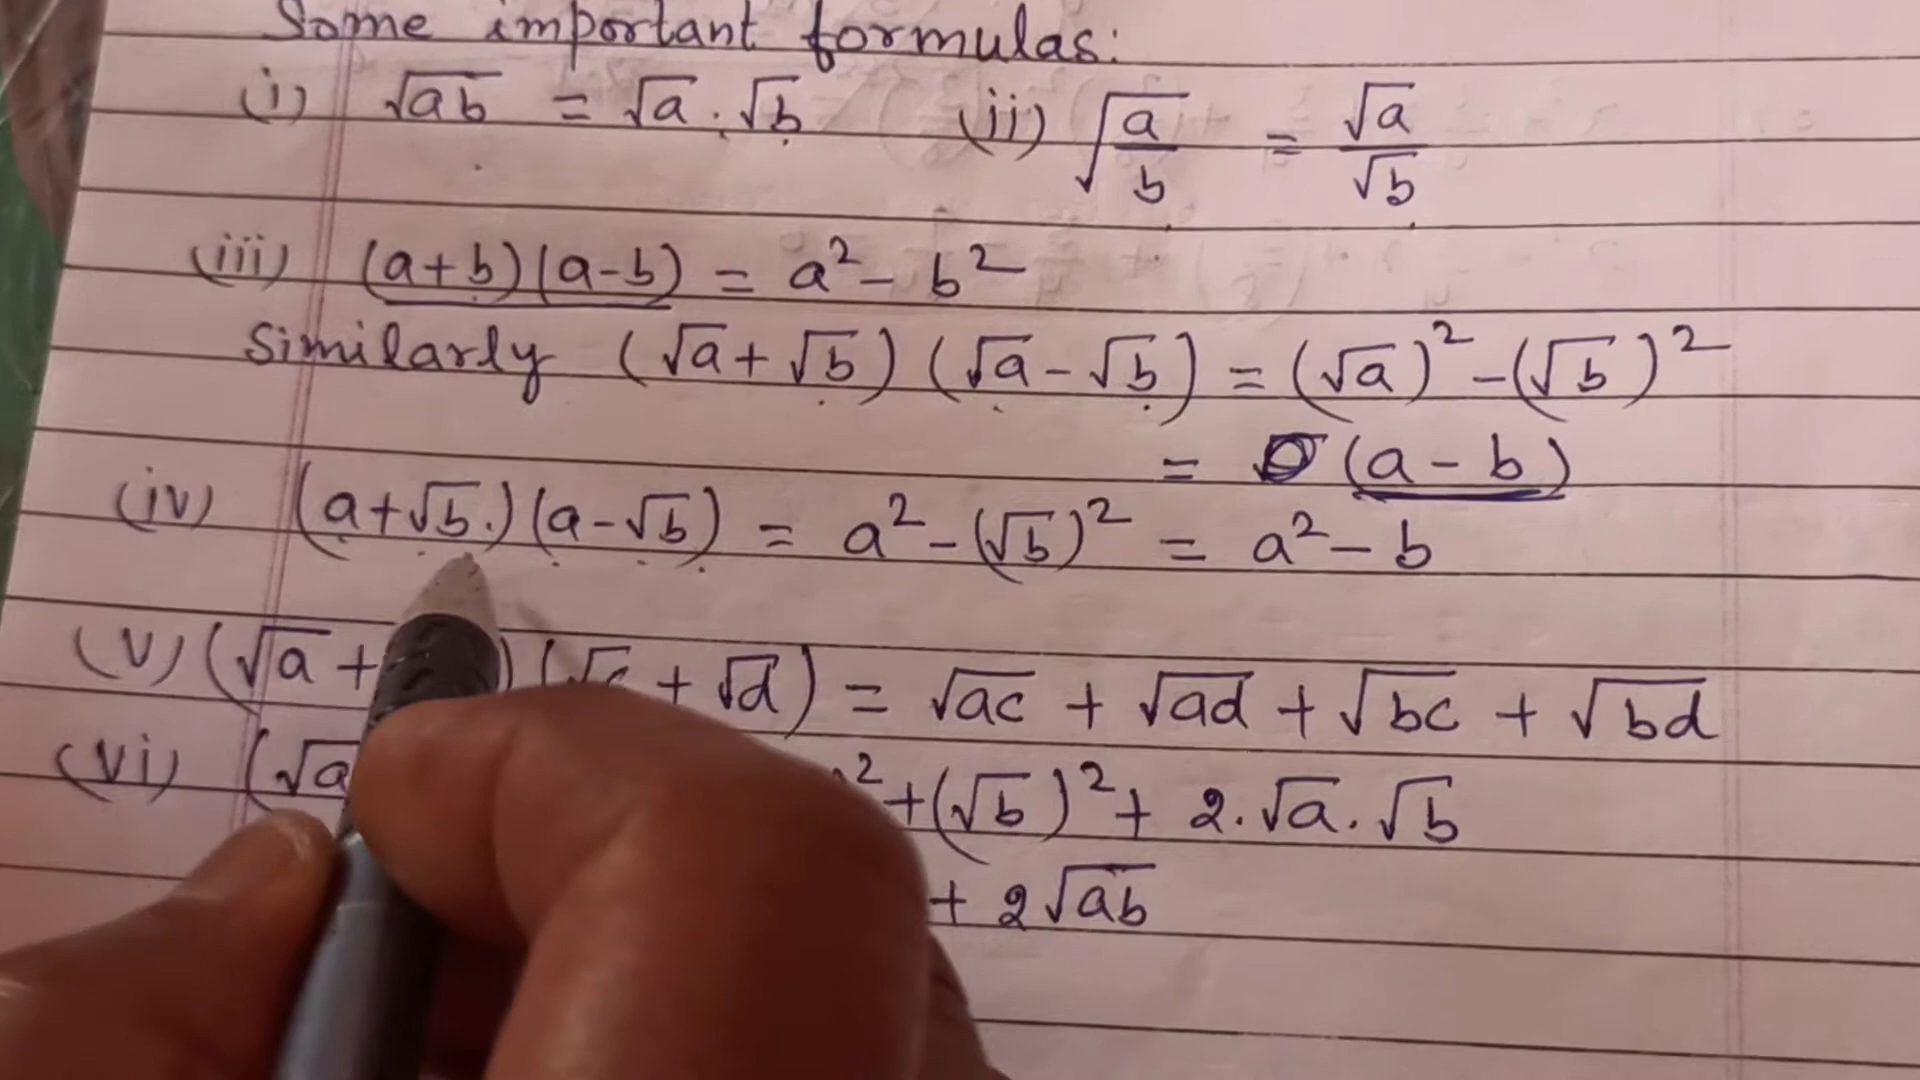 Some important formulas:
(i) √ab = √a . √b (ii) √(a/b) = √a/√b
(iii) (a+b)(a-b) = a² - b²
Similarly (√a + √b) (√a - √b) = (√a)² - (√b)²
= (a - b)
(iv) (a+√b.)(a-√b) = a² - (√b)² = a² - b
(v) (√a + ) (√c + √d) = √ac + √ad + √bc + √bd
(vi) (√a ² + (√b)² + 2.√a.√b
+ 2√ab